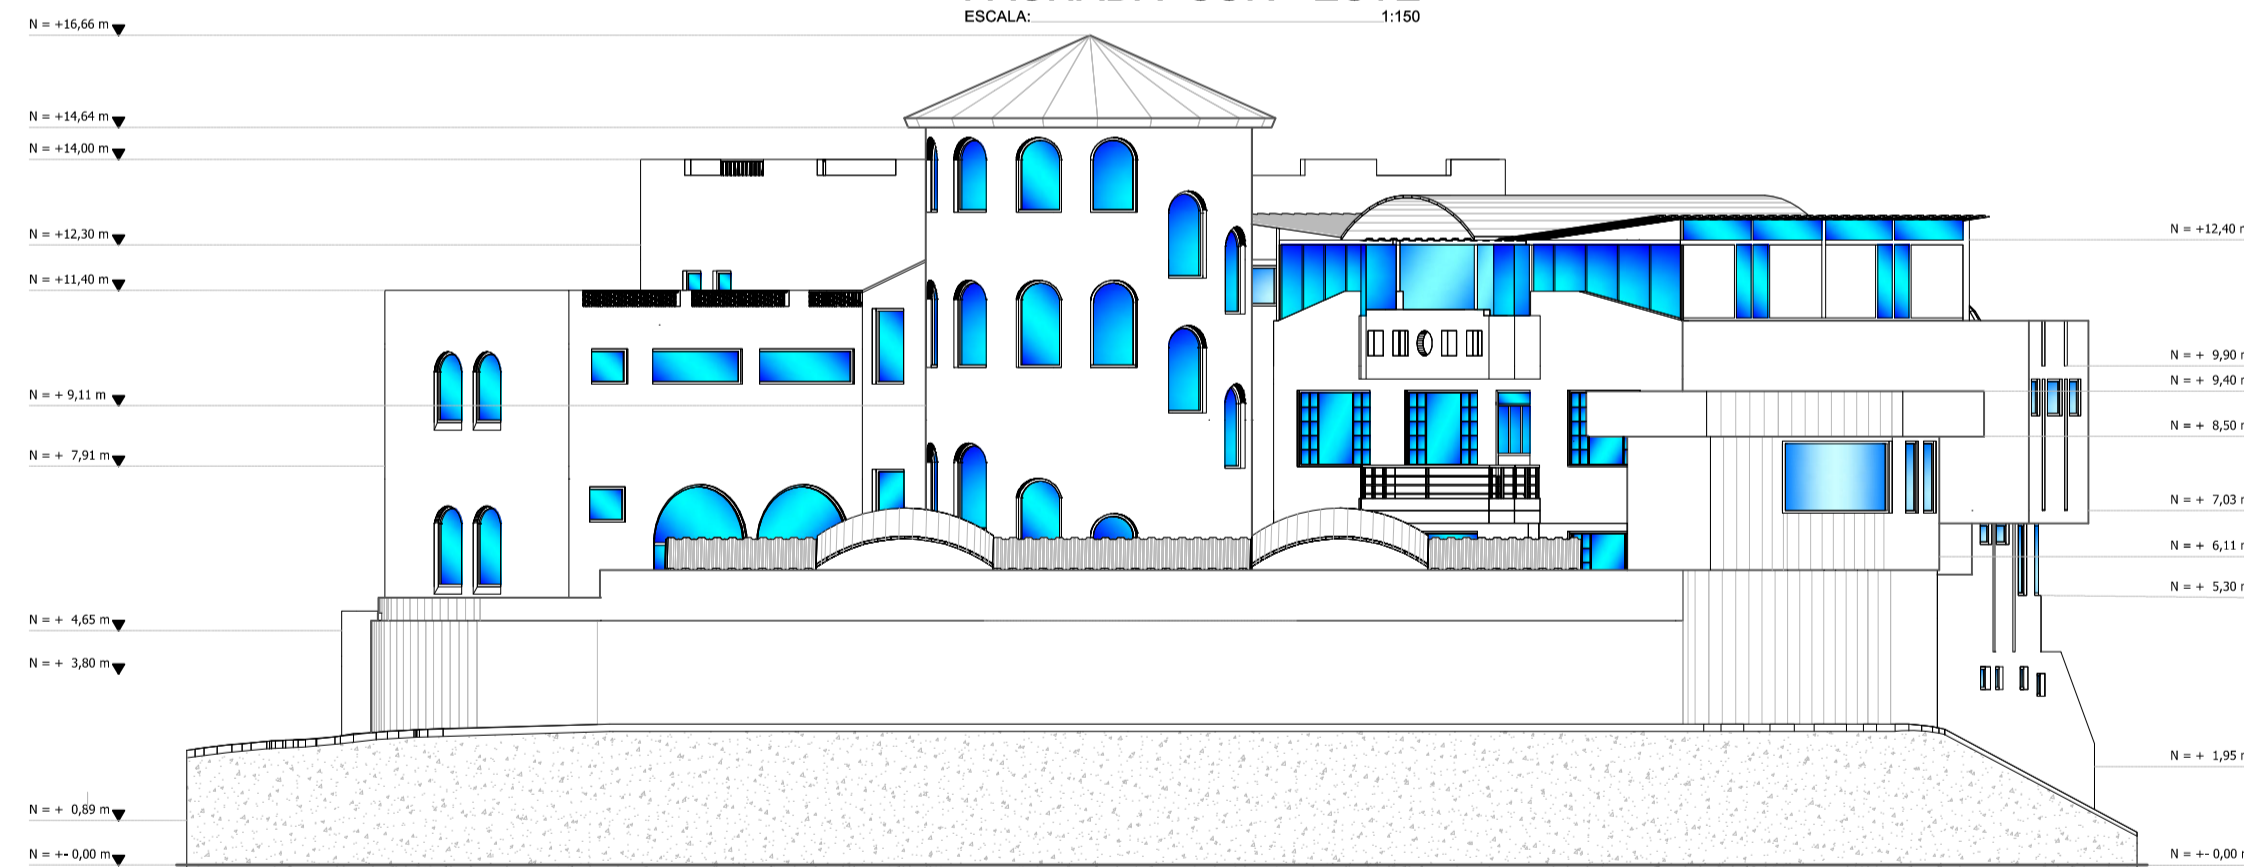 ESCALA: 1:150
N = +16,66 m
N = +14,64 m
N = +14,00 m
N = +12,30 m
N = +11,40 m
N = + 9,11 m
N = + 7,91 m
N = + 4,65 m
N = + 3,80 m
N = + 0,89 m
N = +- 0,00 m
N = +12,40
N = + 9,90
N = + 9,40
N = + 8,50
N = + 7,03
N = + 6,11
N = + 5,30
N = + 1,95
N = +- 0,00